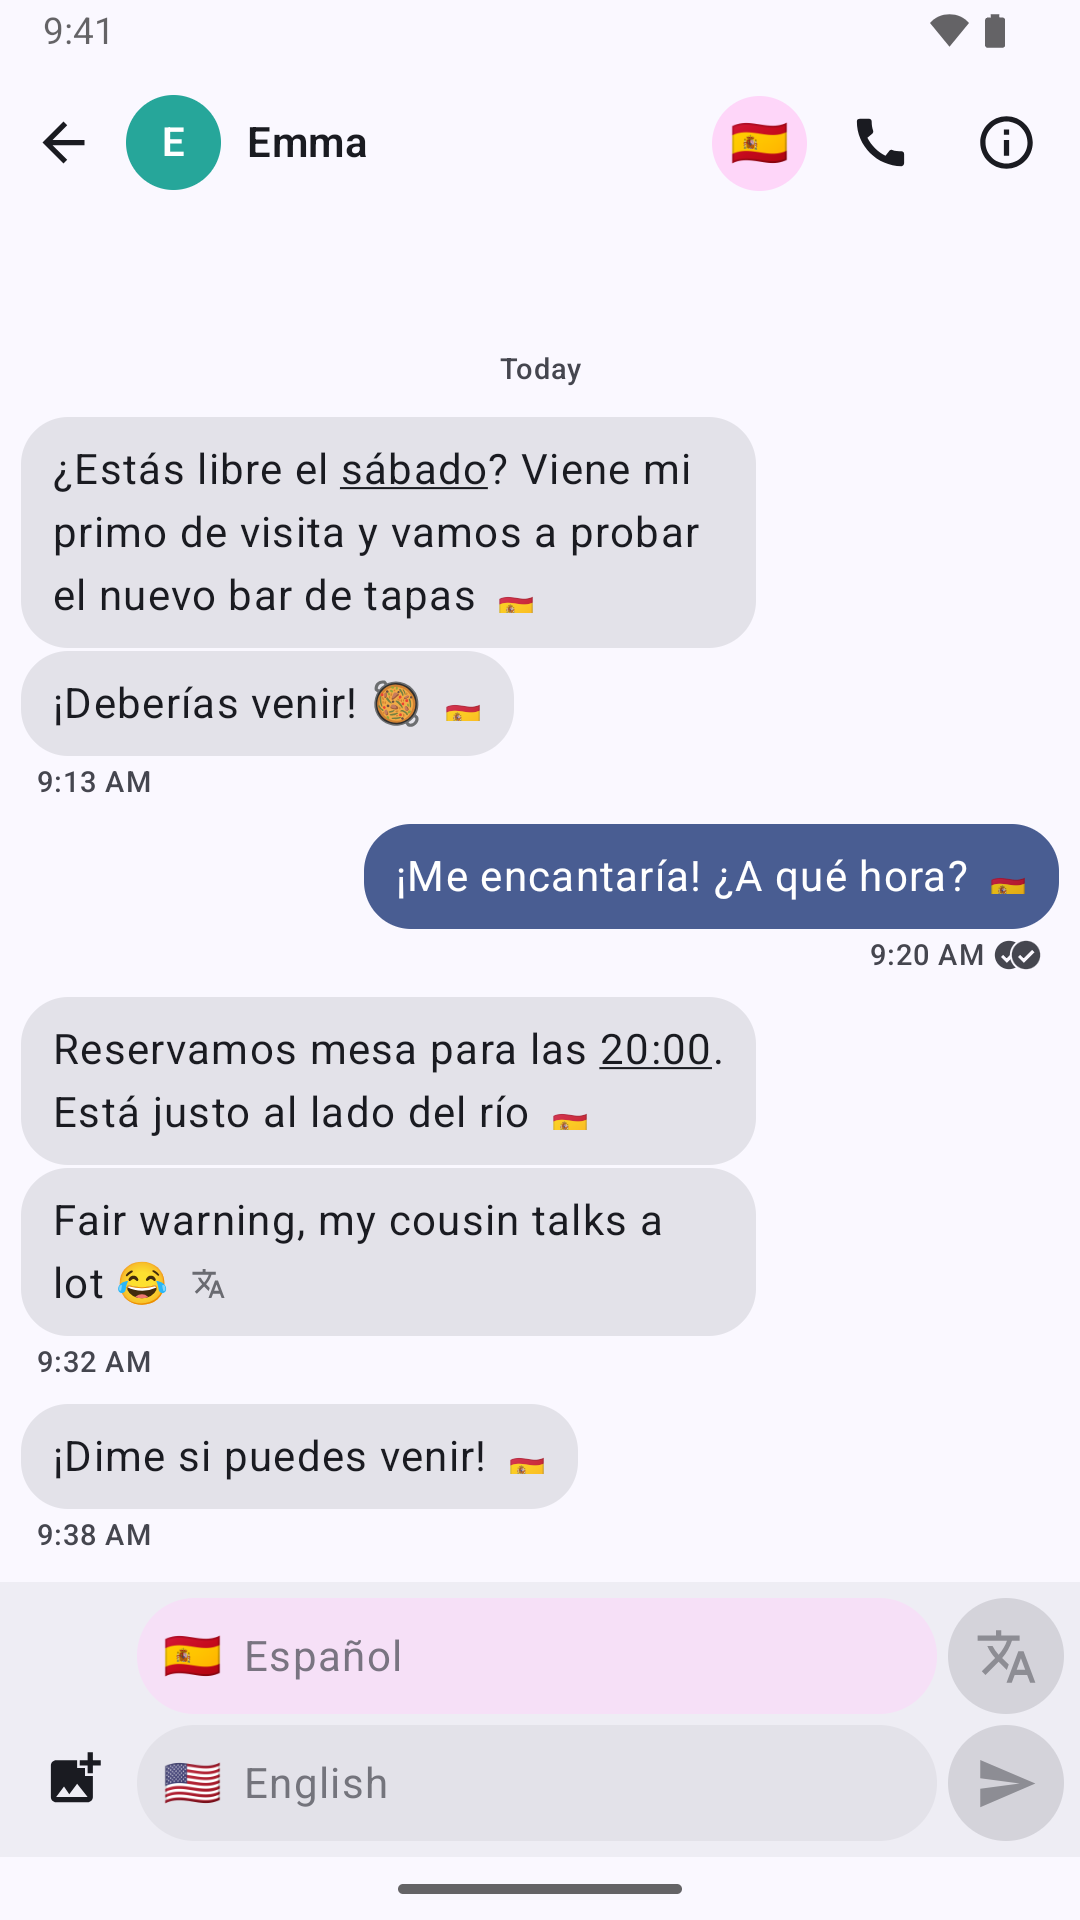 9:41
E
Emma
Today
¿Estás libre el sábado? Viene mi
primo de visita y vamos a probar
el nuevo bar de tapas
¡Deberías venir! 🥘
9:13 AM
¡Me encantaría! ¿A qué hora?
9:20 AM
Reservamos mesa para las 20:00.
Está justo al lado del río
Fair warning, my cousin talks a
lot 😂
9:32 AM
¡Dime si puedes venir!
9:38 AM
Español
English